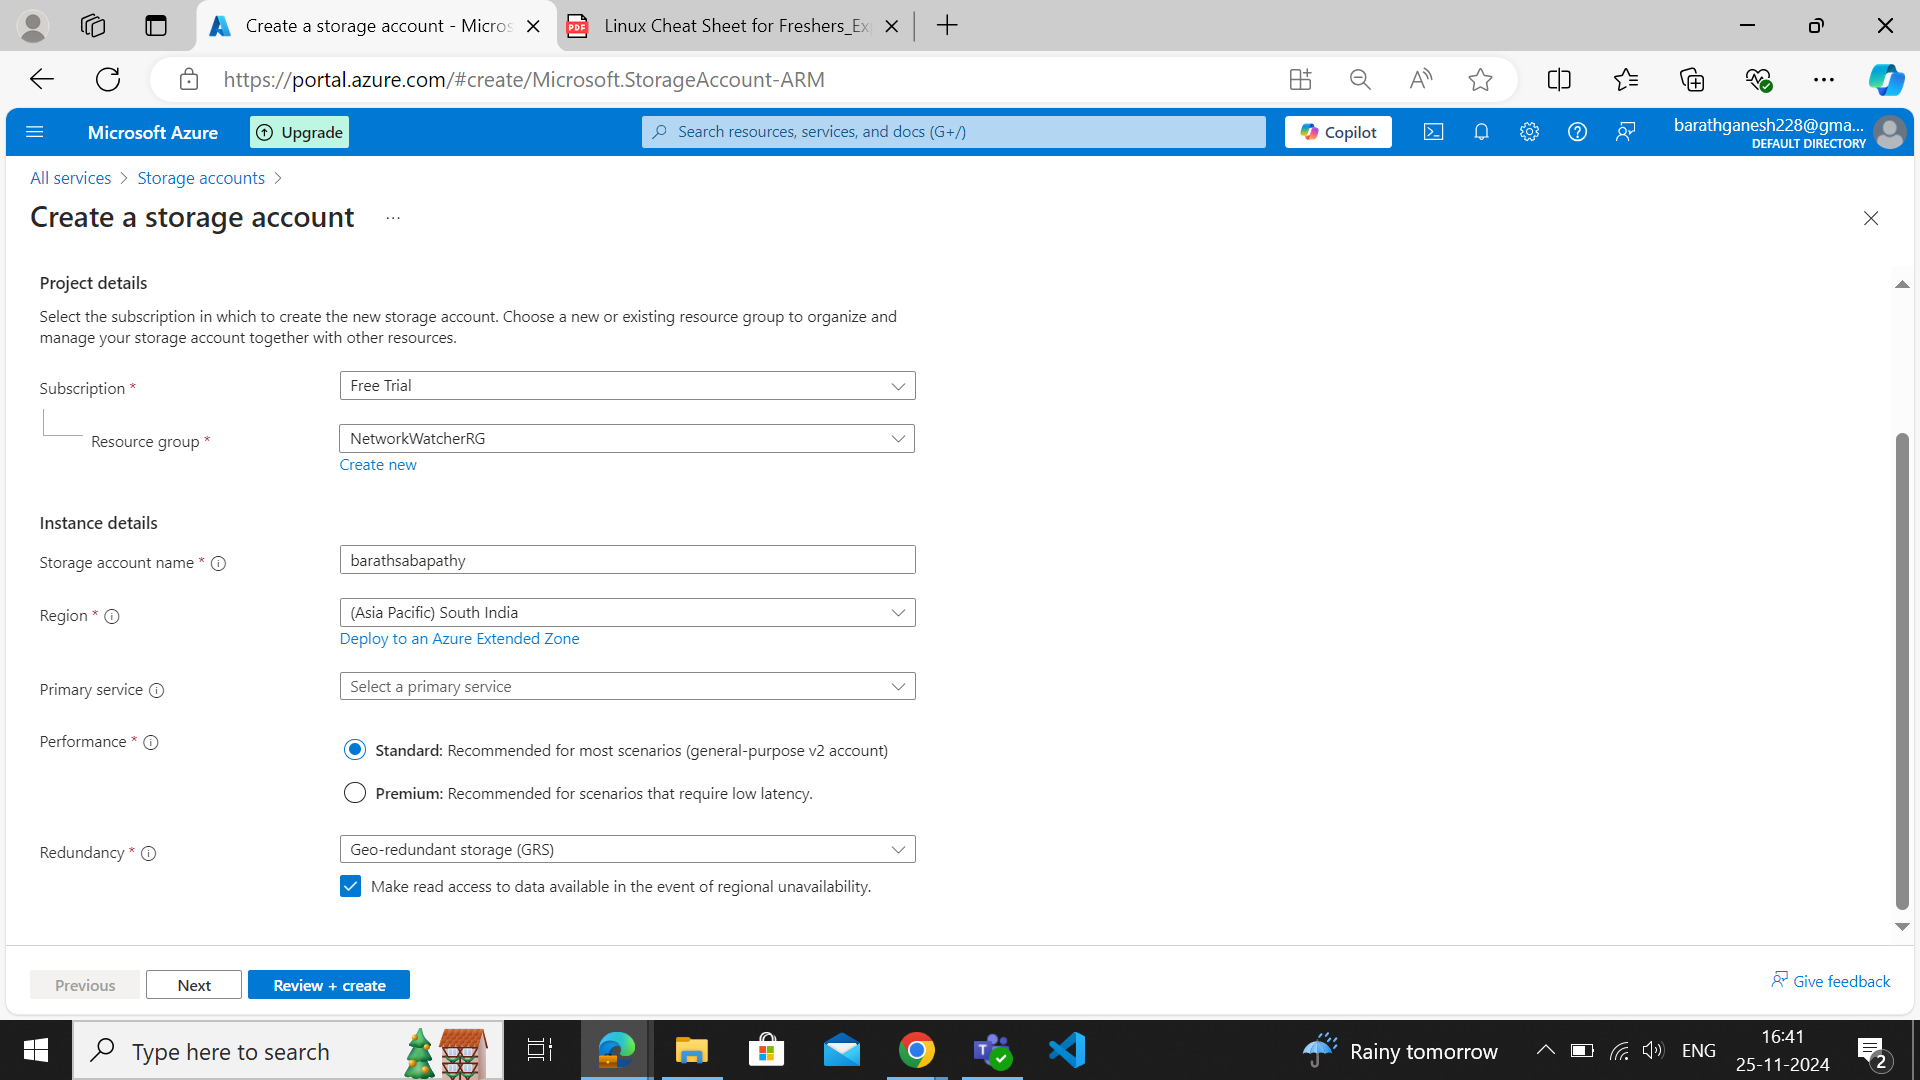 Create a storage account - Micros
Linux Cheat Sheet for Freshers_Ex
https://portal.azure.com/#create/Microsoft.StorageAccount-ARM
Microsoft Azure
Upgrade
Search resources, services, and docs (G+/)
Copilot
barathganesh228@gma...
DEFAULT DIRECTORY
All services
Storage accounts
Create a storage account
...
Project details
Select the subscription in which to create the new storage account. Choose a new or existing resource group to organize and
manage your storage account together with other resources.
Subscription *
Free Trial
Resource group *
NetworkWatcherRG
Create new
Instance details
Storage account name *
barathsabapathy
Region *
(Asia Pacific) South India
Deploy to an Azure Extended Zone
Primary service
Select a primary service
Performance *
Standard: Recommended for most scenarios (general-purpose v2 account)
Premium: Recommended for scenarios that require low latency.
Redundancy *
Geo-redundant storage (GRS)
Make read access to data available in the event of regional unavailability.
Previous
Next
Review + create
Give feedback
Type here to search
Rainy tomorrow
ENG
16:41
25-11-2024
2